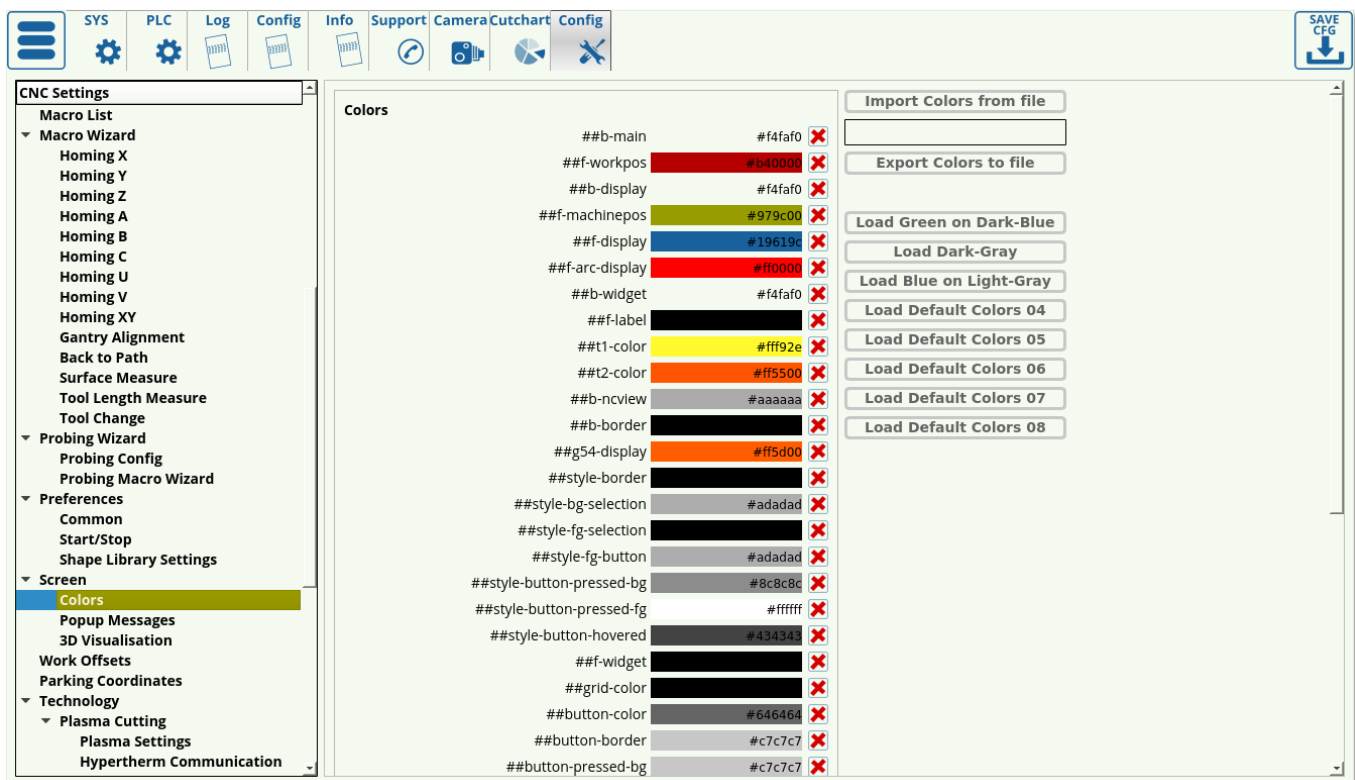 SYS PLC Log Config Info Support Camera Cutchart Config
SAVE
CFG
CNC Settings
Macro List
Macro Wizard
Homing X
Homing Y
Homing Z
Homing A
Homing B
Homing C
Homing U
Homing V
Homing XY
Gantry Alignment
Back to Path
Surface Measure
Tool Length Measure
Tool Change
Probing Wizard
Probing Config
Probing Macro Wizard
Preferences
Common
Start/Stop
Shape Library Settings
Screen
Colors
Popup Messages
3D Visualisation
Work Offsets
Parking Coordinates
Technology
Plasma Cutting
Plasma Settings
Hypertherm Communication
Colors
##b-main #f4faf0
##f-workpos #b40000
##b-display #f4faf0
##f-machinepos #979c00
##f-display #19619c
##f-arc-display #ff0000
##b-widget #f4faf0
##f-label
##t1-color #fff92e
##t2-color #ff5500
##b-ncview #aaaaaa
##b-border
##g54-display #ff5d00
##style-border
##style-bg-selection #adadad
##style-fg-selection
##style-fg-button #adadad
##style-button-pressed-bg #8c8c8c
##style-button-pressed-fg #ffffff
##style-button-hovered #434343
##f-widget
##grid-color
##button-color #646464
##button-border #c7c7c7
##button-pressed-bg #c7c7c7
Import Colors from file
Export Colors to file
Load Green on Dark-Blue
Load Dark-Gray
Load Blue on Light-Gray
Load Default Colors 04
Load Default Colors 05
Load Default Colors 06
Load Default Colors 07
Load Default Colors 08